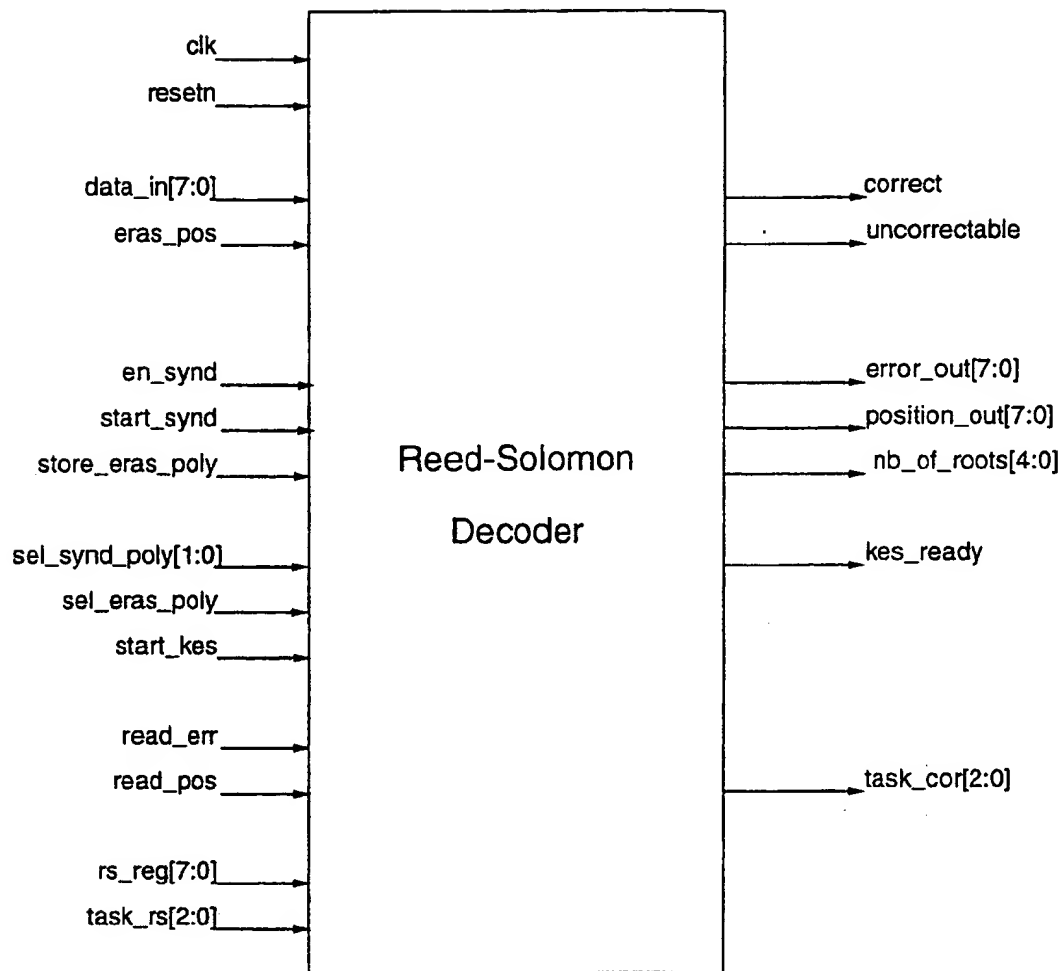 clk
resetn
data_in[7:0]
eras_pos
en_synd
start_synd
store_eras_poly
sel_synd_poly[1:0]
sel_eras_poly
start_kes
read_err
read_pos
rs_reg[7:0]
task_rs[2:0]
Reed-Solomon
Decoder
correct
uncorrectable
error_out[7:0]
position_out[7:0]
nb_of_roots[4:0]
kes_ready
task_cor[2:0]